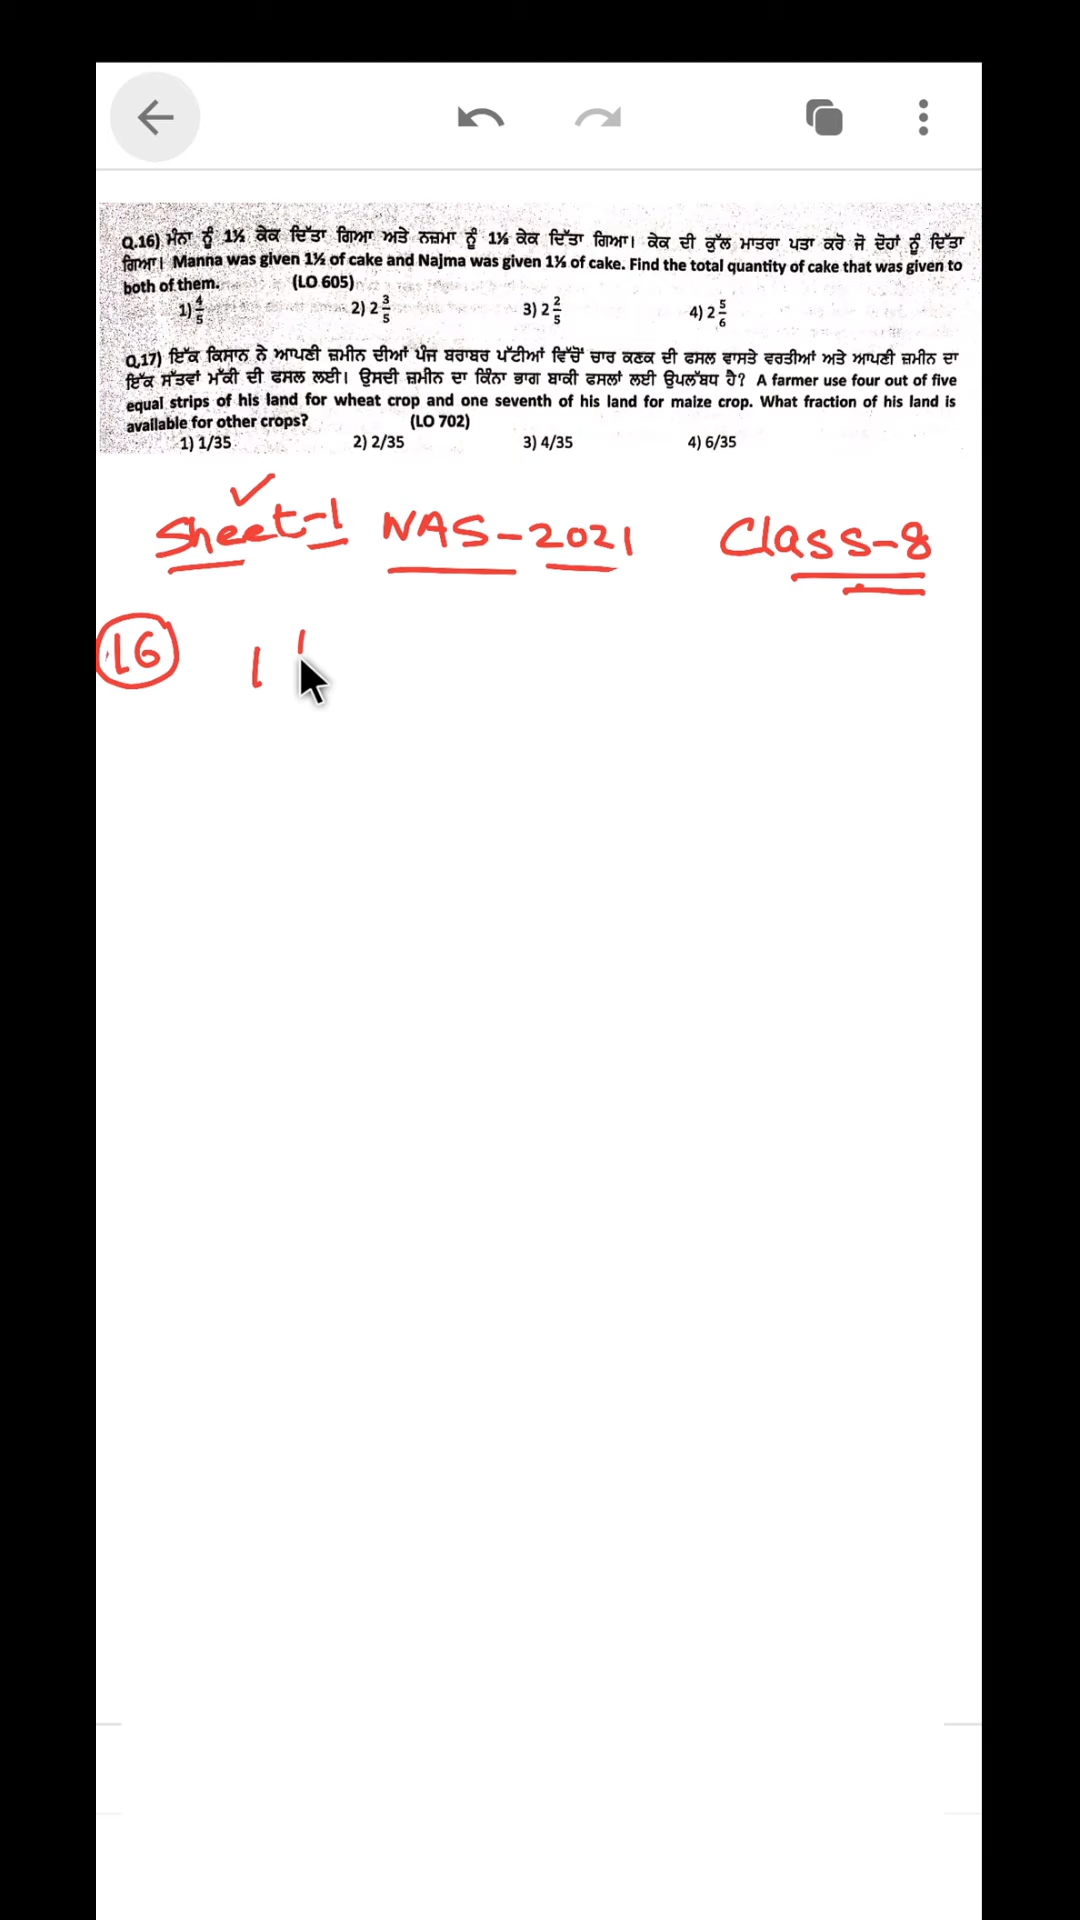 Q.16) ਮੰਨਾ ਨੂੰ 1½ ਕੇਕ ਦਿੱਤਾ ਗਿਆ ਅਤੇ ਨਜ਼ਮਾ ਨੂੰ 1⅓ ਕੇਕ ਦਿੱਤਾ ਗਿਆ। ਕੇਕ ਦੀ ਕੁੱਲ ਮਾਤਰਾ ਪਤਾ ਕਰੋ ਜੋ ਦੋਹਾਂ ਨੂੰ ਦਿੱਤਾ
ਗਿਆ। Manna was given 1½ of cake and Najma was given 1⅓ of cake. Find the total quantity of cake that was given to
both of them. (LO 605)
1) 4/5 2) 2 3/5 3) 2 2/5 4) 2 5/6
Q.17) ਇੱਕ ਕਿਸਾਨ ਨੇ ਆਪਣੀ ਜ਼ਮੀਨ ਦੀਆਂ ਪੰਜ ਬਰਾਬਰ ਪੱਟੀਆਂ ਵਿੱਚੋਂ ਚਾਰ ਕਣਕ ਦੀ ਫਸਲ ਵਾਸਤੇ ਵਰਤੀਆਂ ਅਤੇ ਆਪਣੀ ਜ਼ਮੀਨ ਦਾ
ਇੱਕ ਸੱਤਵਾਂ ਮੱਕੀ ਦੀ ਫਸਲ ਲਈ। ਉਸਦੀ ਜ਼ਮੀਨ ਦਾ ਕਿੰਨਾ ਭਾਗ ਬਾਕੀ ਫਸਲਾਂ ਲਈ ਉਪਲੱਬਧ ਹੈ? A farmer use four out of five
equal strips of his land for wheat crop and one seventh of his land for maize crop. What fraction of his land is
available for other crops? (LO 702)
1) 1/35 2) 2/35 3) 4/35 4) 6/35
Sheet-1 NAS-2021 Class-8
16 1 1